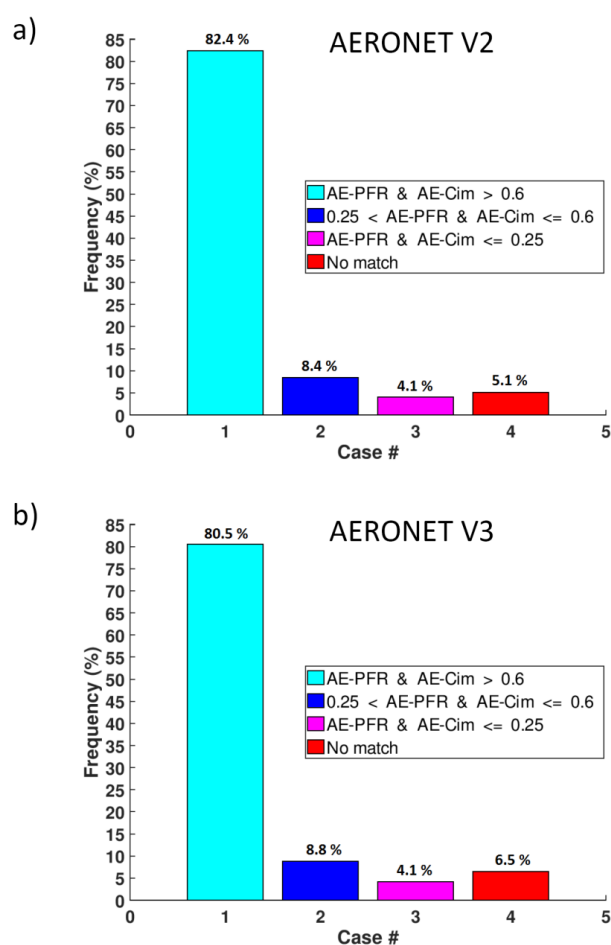 a)
AERONET V2
Frequency (%)
85
80
75
70
65
60
55
50
45
40
35
30
25
20
15
10
5
0
82.4 %
8.4 %
4.1 %
5.1 %
AE-PFR & AE-Cim > 0.6
0.25 < AE-PFR & AE-Cim <= 0.6
AE-PFR & AE-Cim <= 0.25
No match
0 1 2 3 4 5
Case #
b)
AERONET V3
Frequency (%)
85
80
75
70
65
60
55
50
45
40
35
30
25
20
15
10
5
0
80.5 %
8.8 %
4.1 %
6.5 %
AE-PFR & AE-Cim > 0.6
0.25 < AE-PFR & AE-Cim <= 0.6
AE-PFR & AE-Cim <= 0.25
No match
0 1 2 3 4 5
Case #